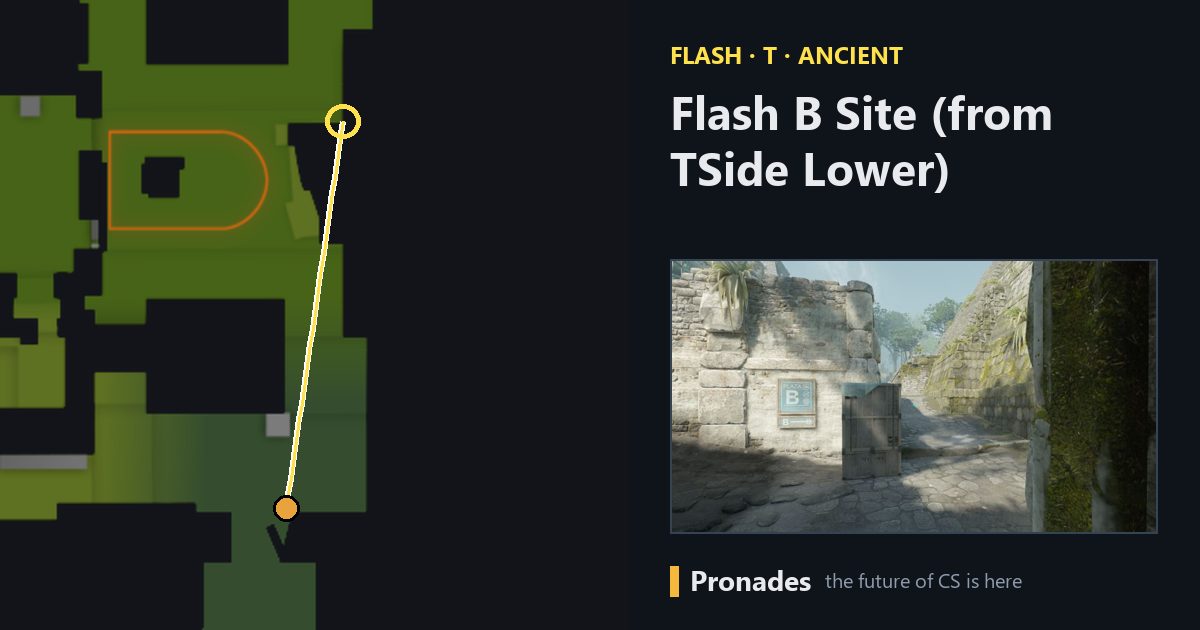 FLASH · T · ANCIENT
Flash B Site (from
TSide Lower)
B
Pronades the future of CS is here